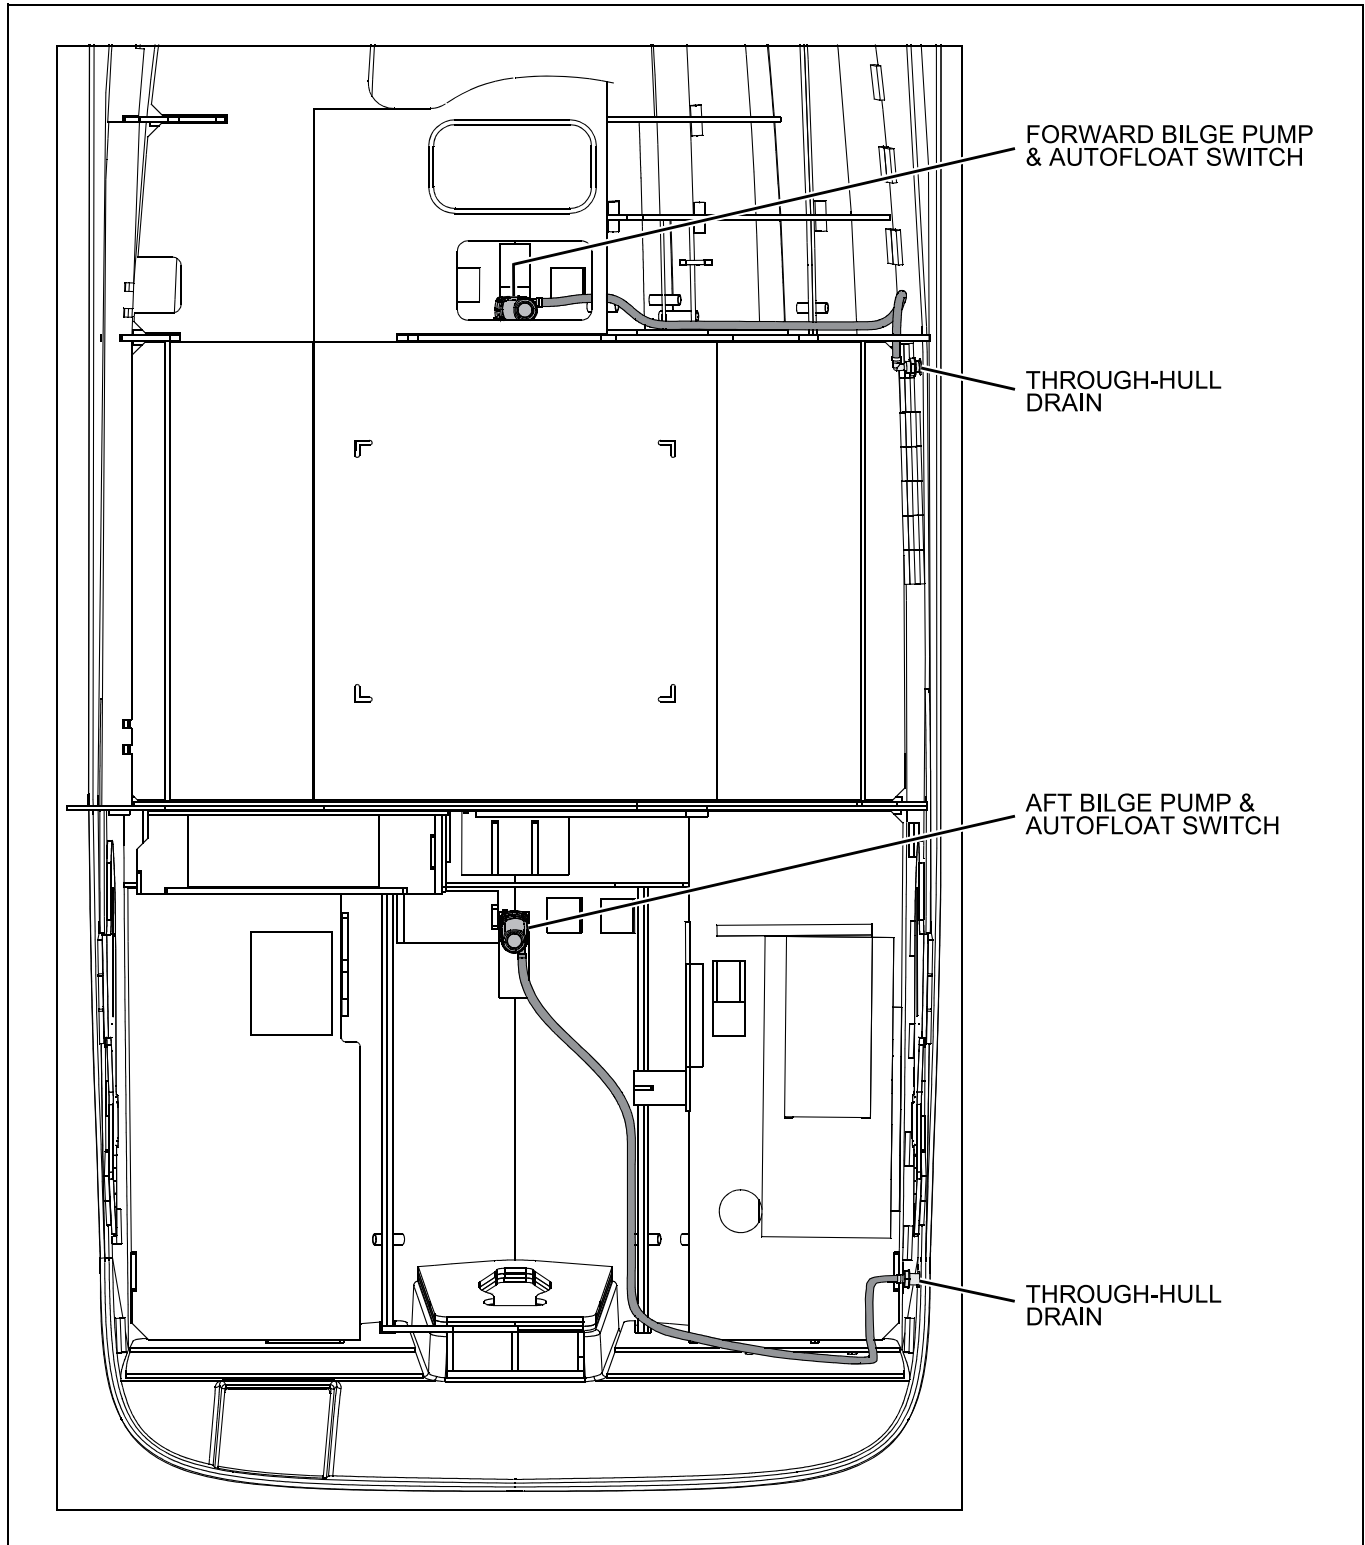 FORWARD BILGE PUMP
& AUTOFLOAT SWITCH
THROUGH-HULL
DRAIN
AFT BILGE PUMP &
AUTOFLOAT SWITCH
THROUGH-HULL
DRAIN